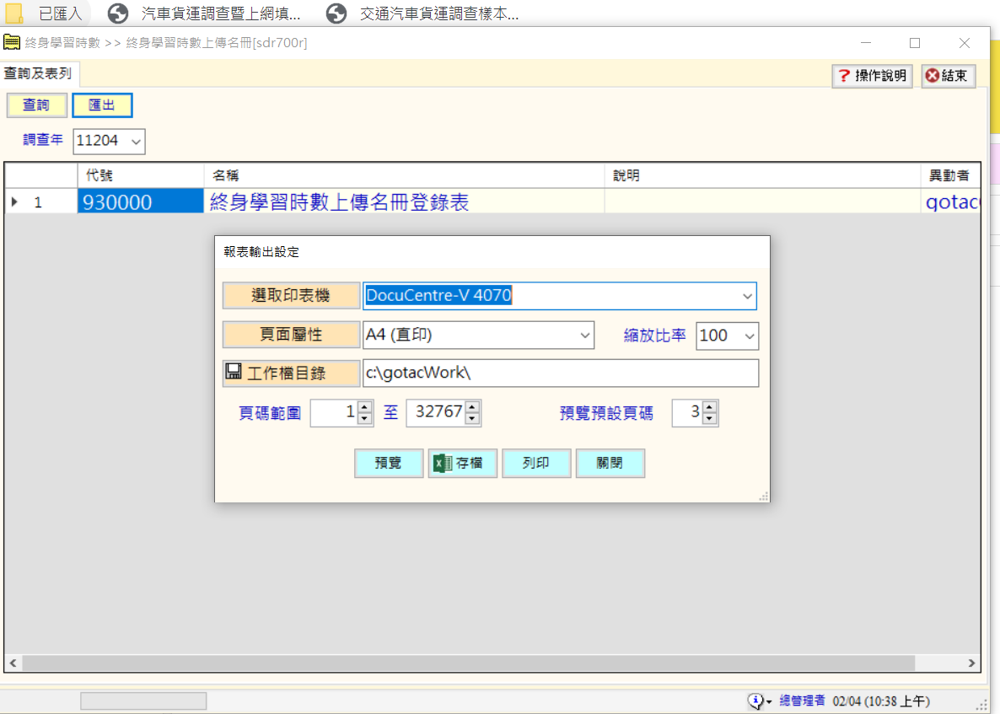 已匯入 汽車貨運調查暨上網填... 交通汽車貨運調查樣本...
終身學習時數 >> 終身學習時數上傳名冊[sdr700r]
查詢及表列
? 操作說明 結束
查詢 匯出
調查年 11204
代號 名稱 說明 異動者
1 930000 終身學習時數上傳名冊登錄表 gotac
報表輸出設定
選取印表機 DocuCentre-V 4070
頁面屬性 A4 (直印) 縮放比率 100
工作檔目錄 c:\gotacWork\
頁碼範圍 1 至 32767 預覽預設頁碼 3
預覽 存檔 列印 關閉
總管理者 02/04 (10:38 上午)